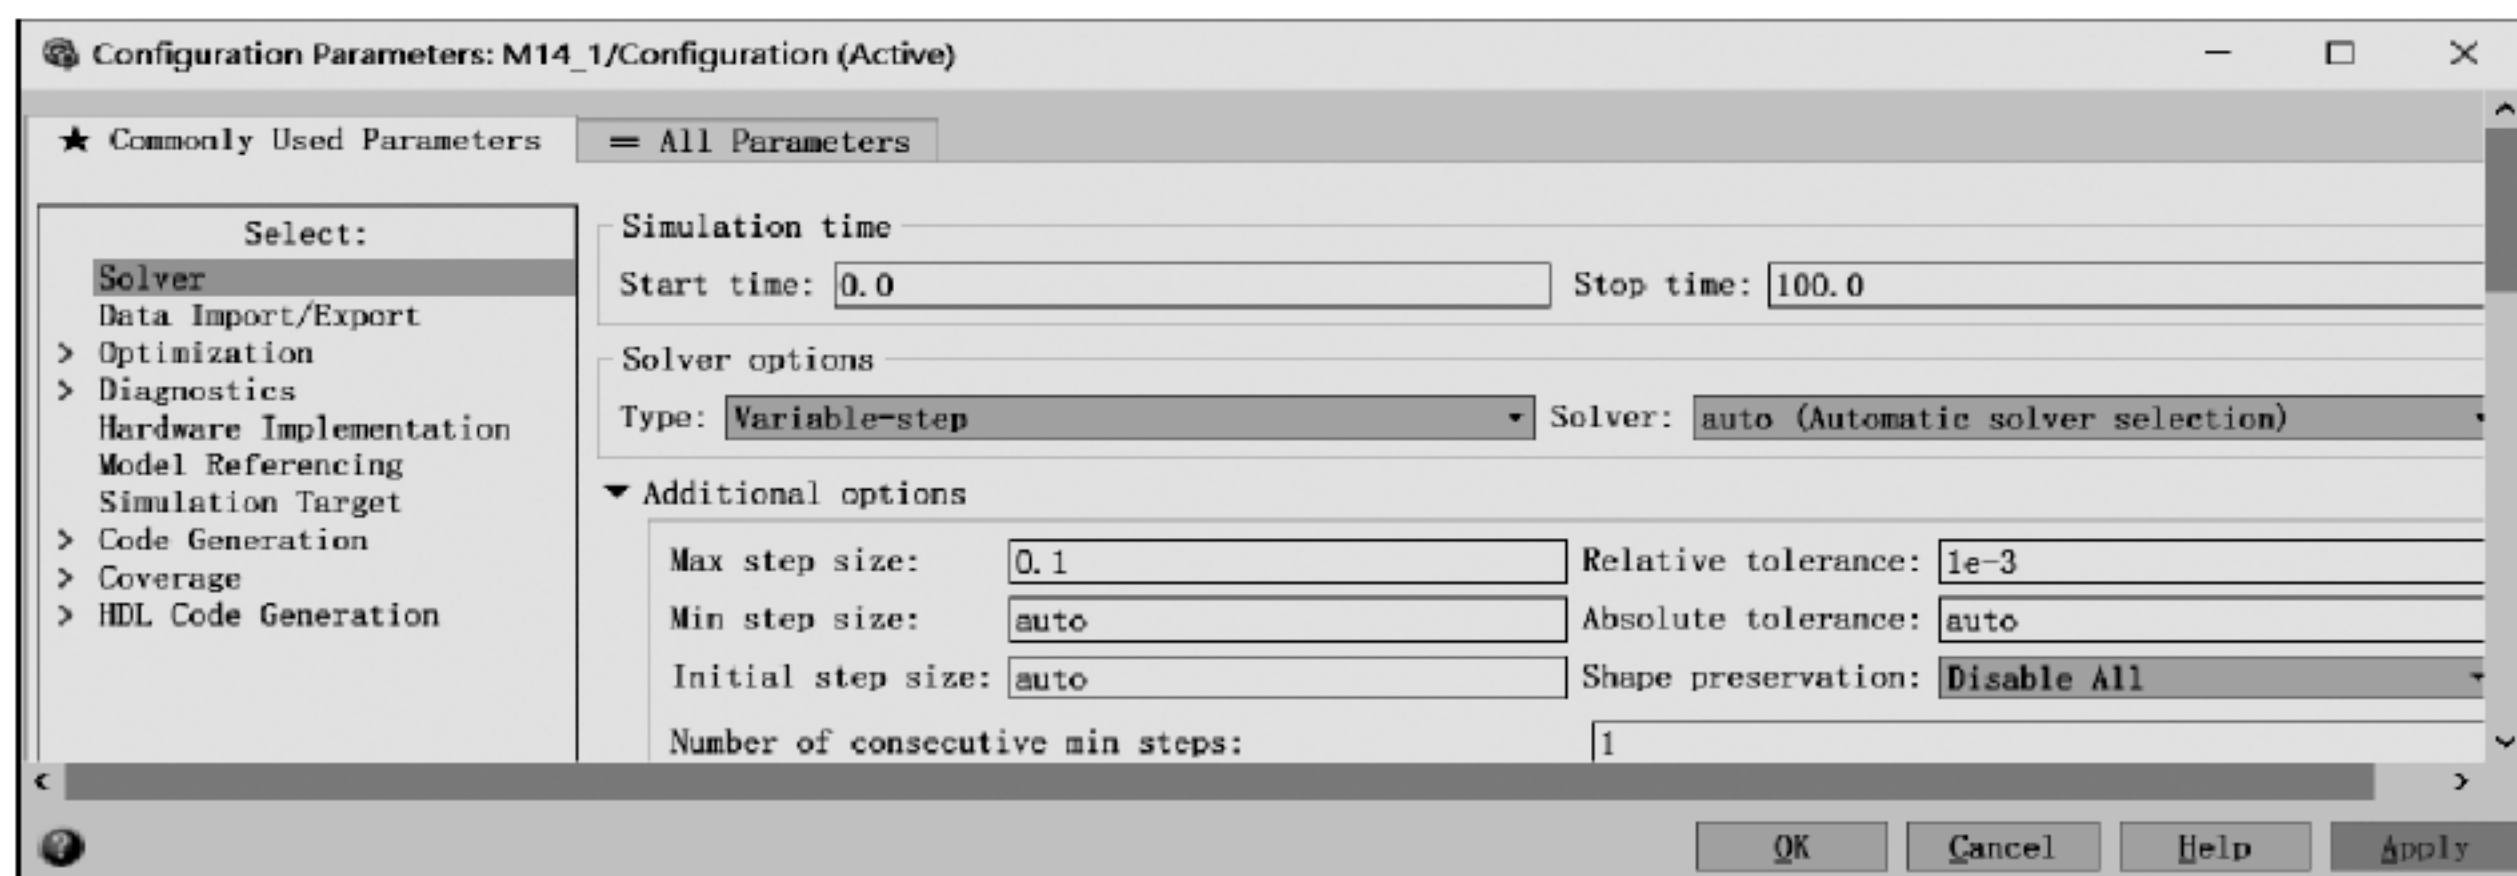 Configuration Parameters: M14_1/Configuration (Active)
★ Commonly Used Parameters
= All Parameters
Select:
Solver
Data Import/Export
> Optimization
> Diagnostics
Hardware Implementation
Model Referencing
Simulation Target
> Code Generation
> Coverage
> HDL Code Generation
Simulation time
Start time: 0.0 Stop time: 100.0
Solver options
Type: Variable-step Solver: auto (Automatic solver selection)
Additional options
Max step size: 0.1 Relative tolerance: 1e-3
Min step size: auto Absolute tolerance: auto
Initial step size: auto Shape preservation: Disable All
Number of consecutive min steps: 1
OK Cancel Help Apply